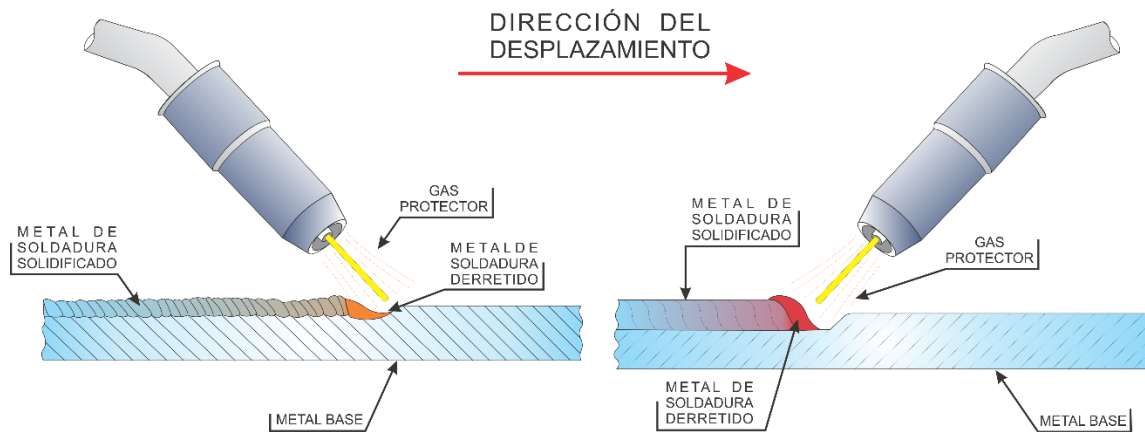 DIRECCIÓN DEL
DESPLAZAMIENTO
GAS
PROTECTOR
METAL DE
SOLDADURA
SOLIDIFICADO
METALDE
SOLDADURA
DERRETIDO
METAL BASE
METAL DE
SOLDADURA
SOLIDIFICADO
GAS
PROTECTOR
METAL DE
SOLDADURA
DERRETIDO
METAL BASE